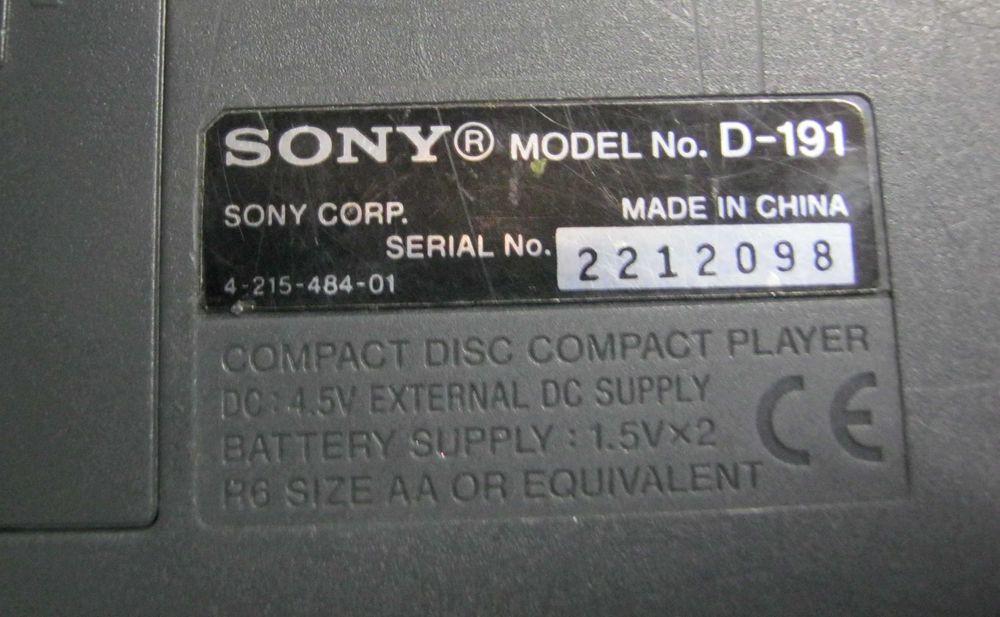 SONY® MODEL No. D-191
SONY CORP. MADE IN CHINA
SERIAL No. 2212098
4-215-484-01
COMPACT DISC COMPACT PLAYER
DC : 4.5V EXTERNAL DC SUPPLY
BATTERY SUPPLY : 1.5V×2
R6 SIZE AA OR EQUIVALENT
CE